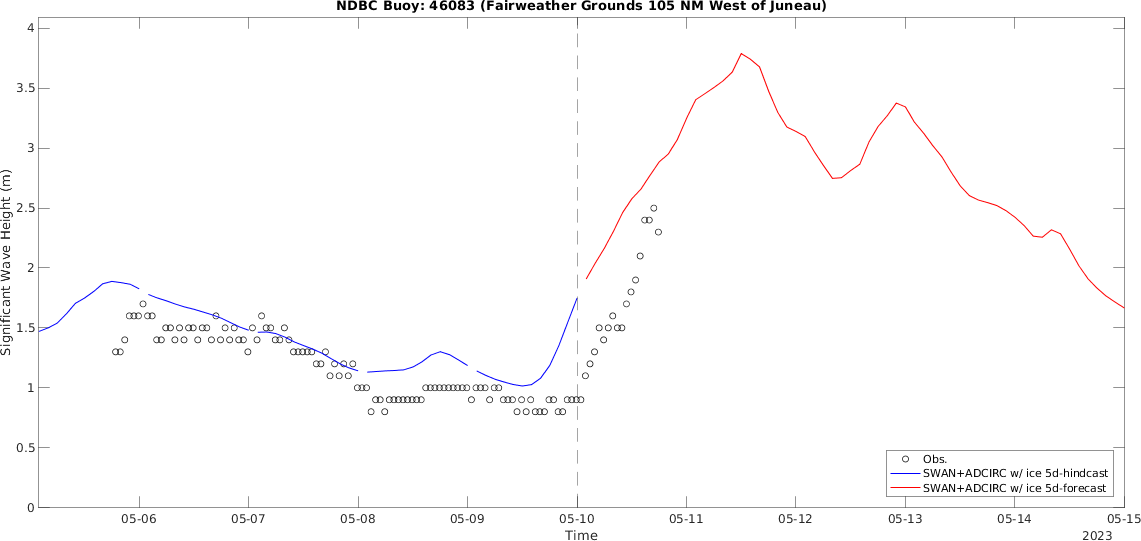 NDBC Buoy: 46083 (Fairweather Grounds 105 NM West of Juneau)
Significant Wave Height (m)
4
3.5
3
2.5
2
1.5
1
0.5
0
Obs.
SWAN+ADCIRC w/ ice 5d-hindcast
SWAN+ADCIRC w/ ice 5d-forecast
05-06 05-07 05-08 05-09 05-10 05-11 05-12 05-13 05-14 05-15
Time
2023